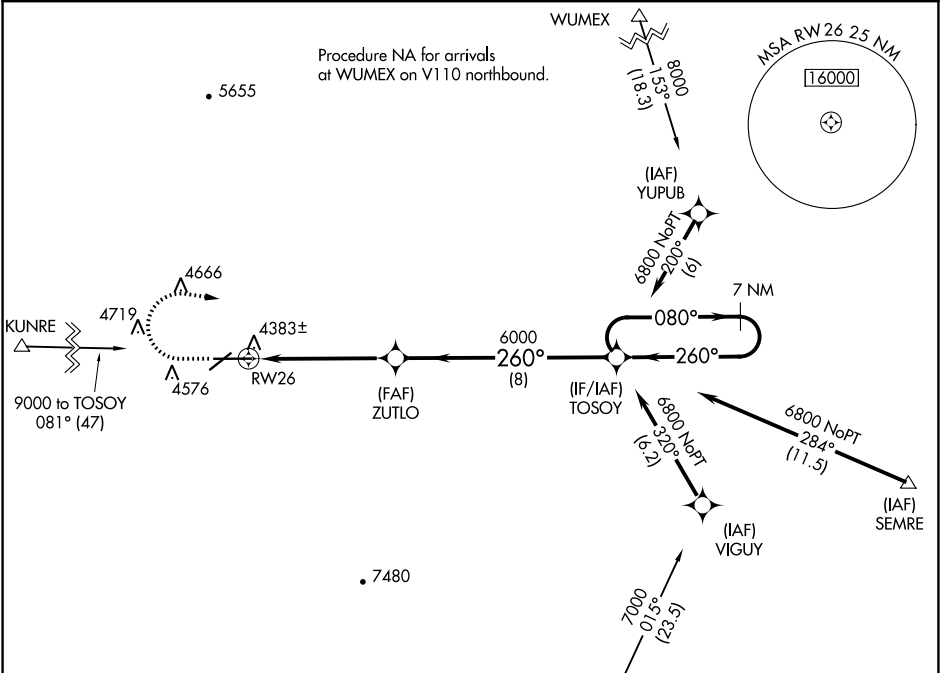 WUMEX
MSA RW26 25 NM
16000
Procedure NA for arrivals
at WUMEX on V110 northbound.
8000
153°
(18.3)
5655
(IAF)
YUPUB
6800 NoPT
200°
(6)
7 NM
080°
260°
4666
4719
4383±
4576
RW26
KUNRE
9000 to TOSOY
081° (47)
6000
260°
(8)
(FAF)
ZUTLO
(IF/IAF)
TOSOY
6800 NoPT
320°
(6.2)
6800 NoPT
284°
(11.5)
(IAF)
SEMRE
(IAF)
VIGUY
7480
7000
015°
(23.5)